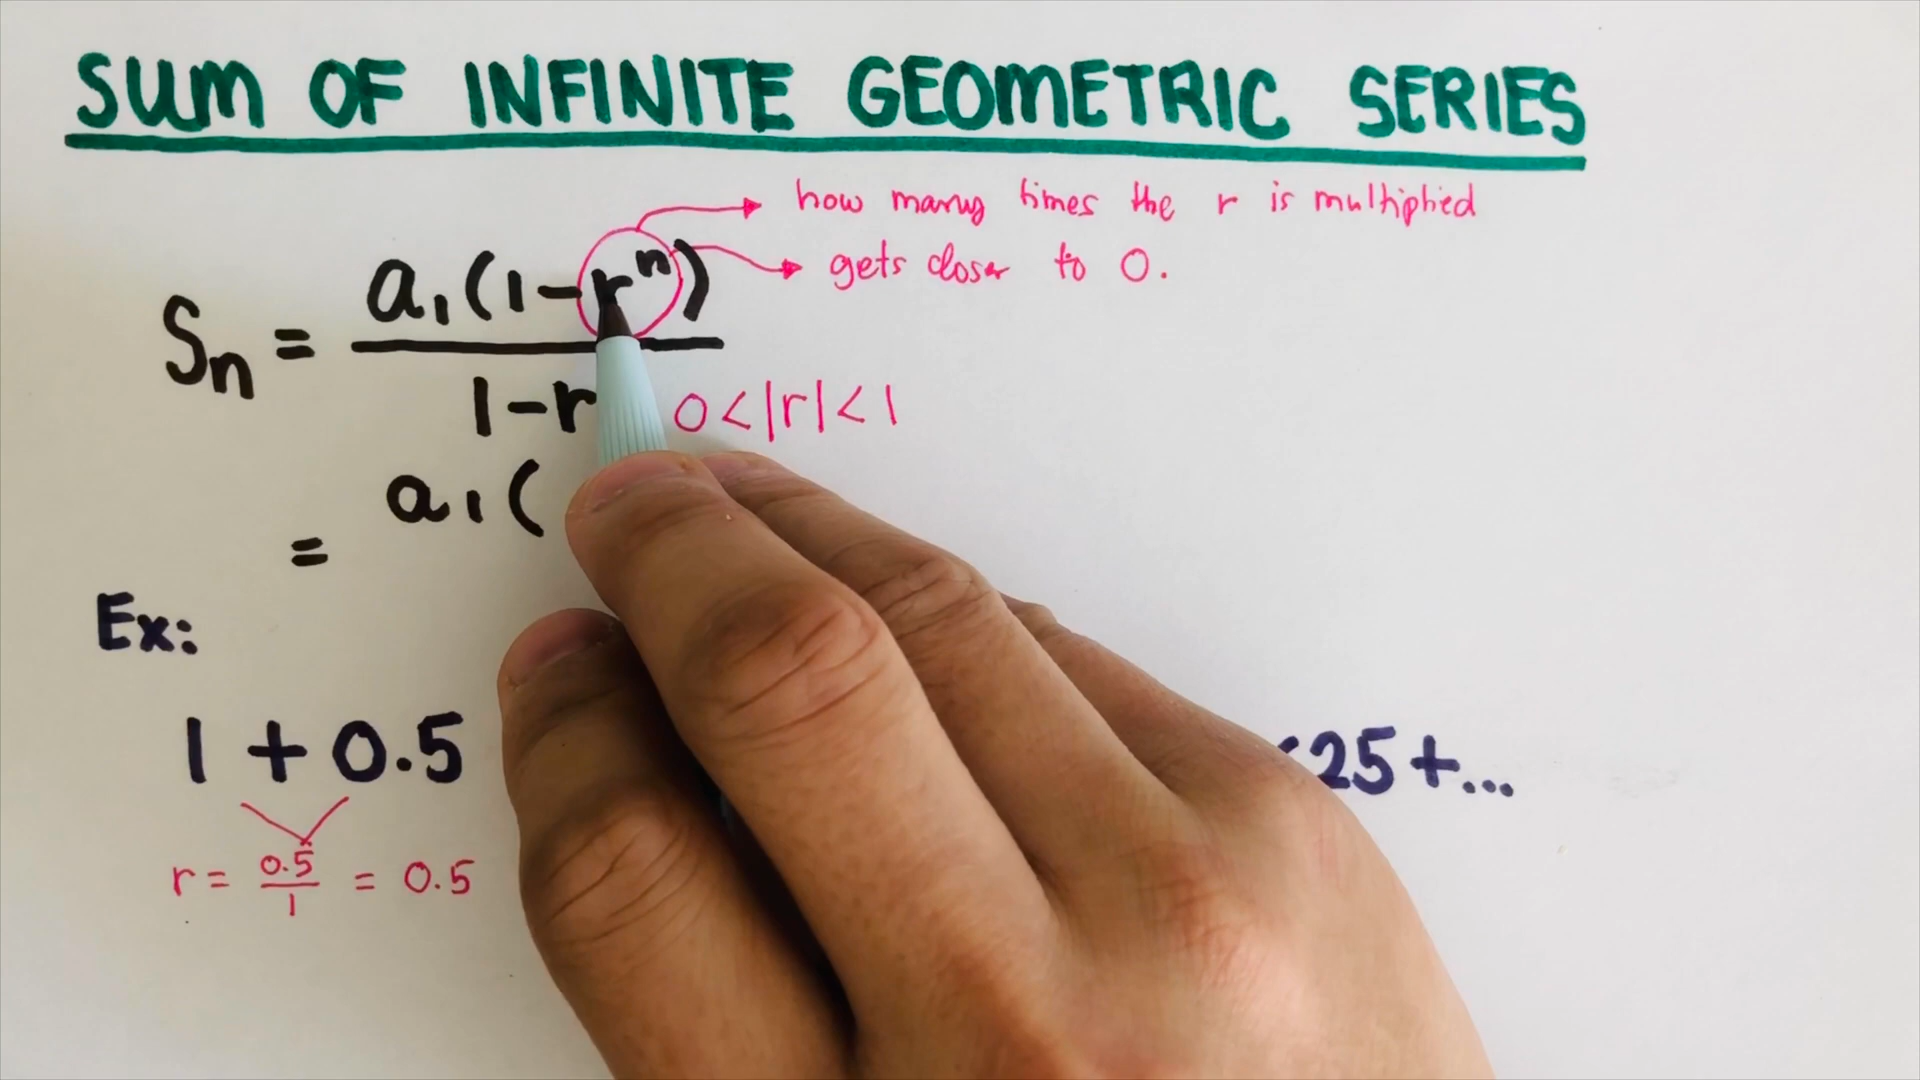 SUM OF INFINITE GEOMETRIC SERIES
how many times the r is multiplied
gets closer to 0.
Sn = a₁(1-rⁿ)
1-r 0<|r|<1
= a₁(
Ex:
1 + 0.5 25+...
r = 0.5/1 = 0.5